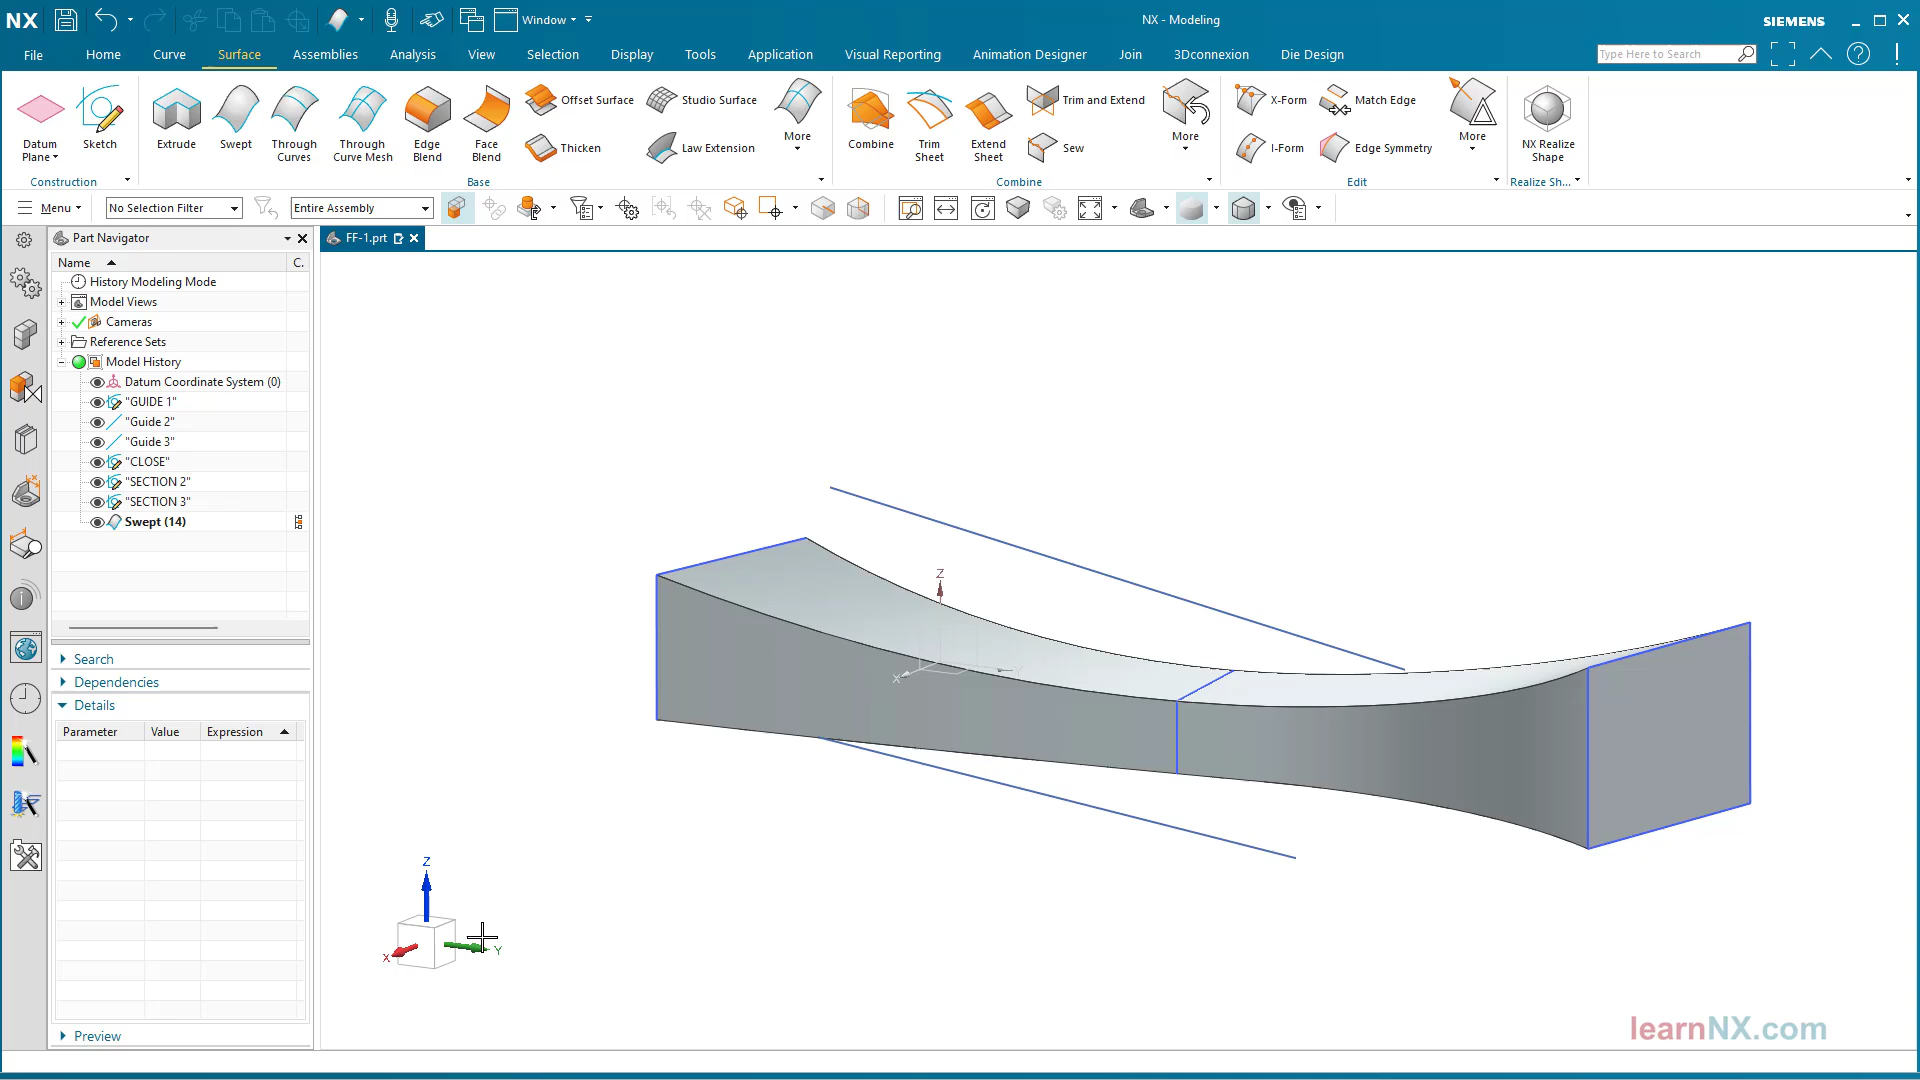 NX
Window
NX - Modeling
SIEMENS
File
Home
Curve
Surface
Assemblies
Analysis
View
Selection
Display
Tools
Application
Visual Reporting
Animation Designer
Join
3Dconnexion
Die Design
Type Here to Search
Datum
Plane
Sketch
Construction
Extrude
Swept
Through
Curves
Through
Curve Mesh
Edge
Blend
Face
Blend
Offset Surface
Thicken
Studio Surface
Law Extension
More
Base
Combine
Trim
Sheet
Extend
Sheet
Trim and Extend
Sew
More
Combine
X-Form
I-Form
Match Edge
Edge Symmetry
More
Edit
NX Realize
Shape
Realize Sh...
Menu
No Selection Filter
Entire Assembly
Part Navigator
Name
C.
History Modeling Mode
Model Views
Cameras
Reference Sets
Model History
Datum Coordinate System (0)
"GUIDE 1"
"Guide 2"
"Guide 3"
"CLOSE"
"SECTION 2"
"SECTION 3"
Swept (14)
Search
Dependencies
Details
Parameter
Value
Expression
Preview
FF-1.prt
Z
X
Y
Z
X
Y
learnNX.com